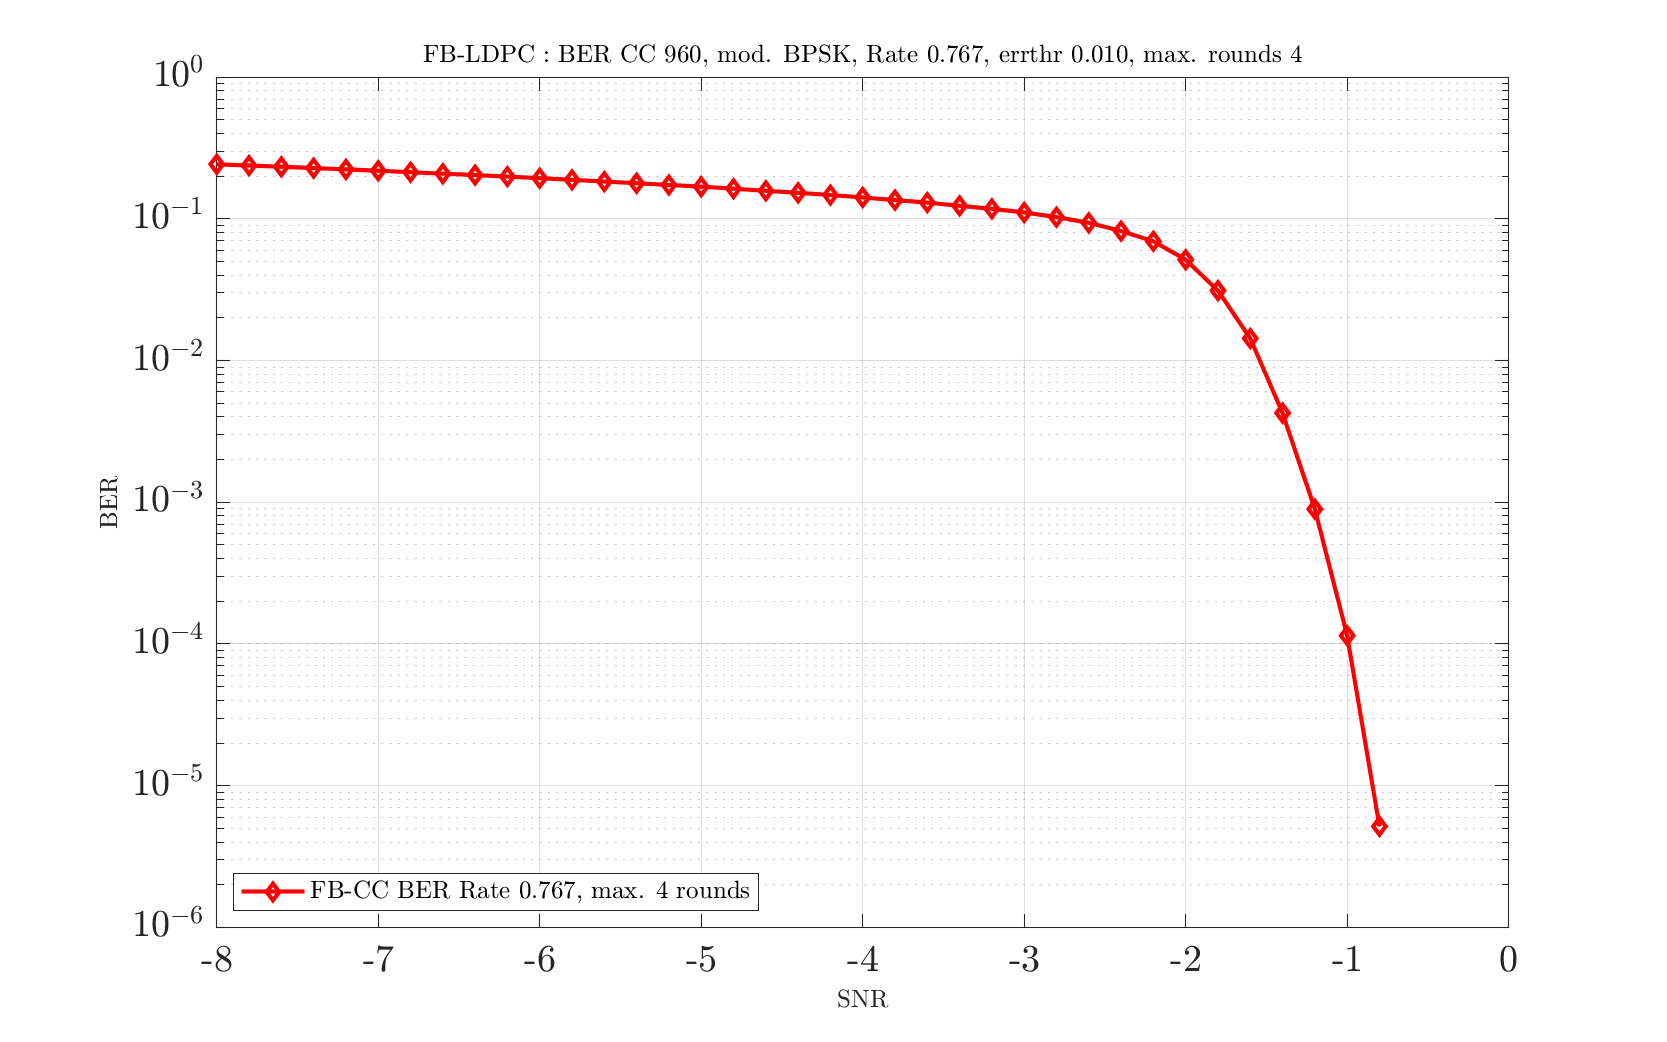 FB-LDPC : BER CC 960, mod. BPSK, Rate 0.767, errthr 0.010, max. rounds 4
10^0
10^-1
10^-2
10^-3
10^-4
10^-5
10^-6
BER
FB-CC BER Rate 0.767, max. 4 rounds
-8 -7 -6 -5 -4 -3 -2 -1 0
SNR